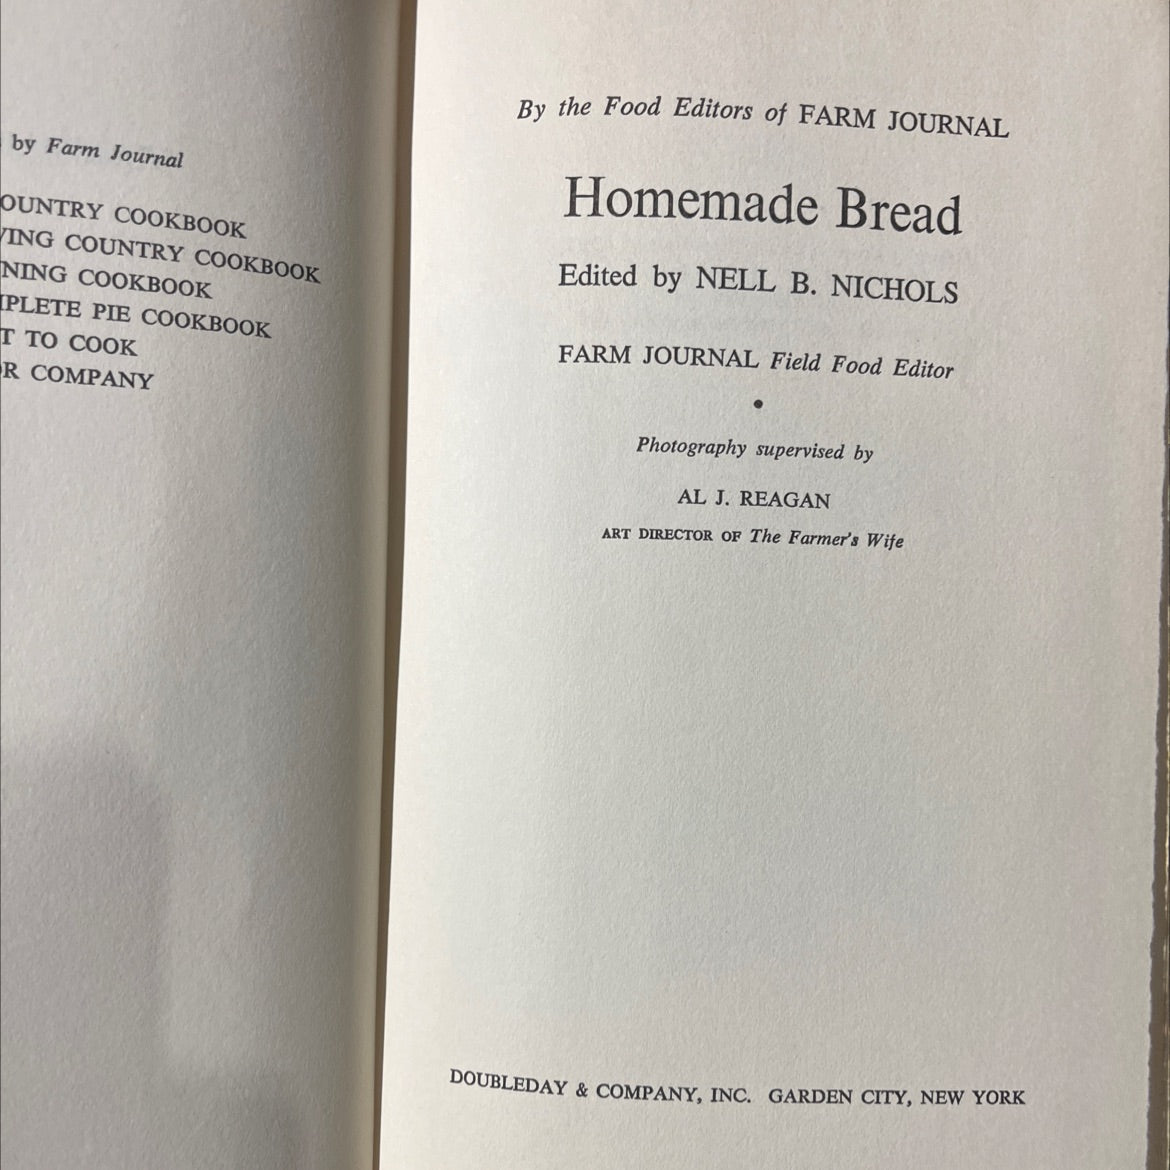 by Farm Journal
OUNTRY COOKBOOK
VING COUNTRY COOKBOOK
NING COOKBOOK
MPLETE PIE COOKBOOK
T TO COOK
OR COMPANY
By the Food Editors of FARM JOURNAL
Homemade Bread
Edited by NELL B. NICHOLS
FARM JOURNAL Field Food Editor
•
Photography supervised by
AL J. REAGAN
ART DIRECTOR OF The Farmer's Wife
DOUBLEDAY & COMPANY, INC. GARDEN CITY, NEW YORK